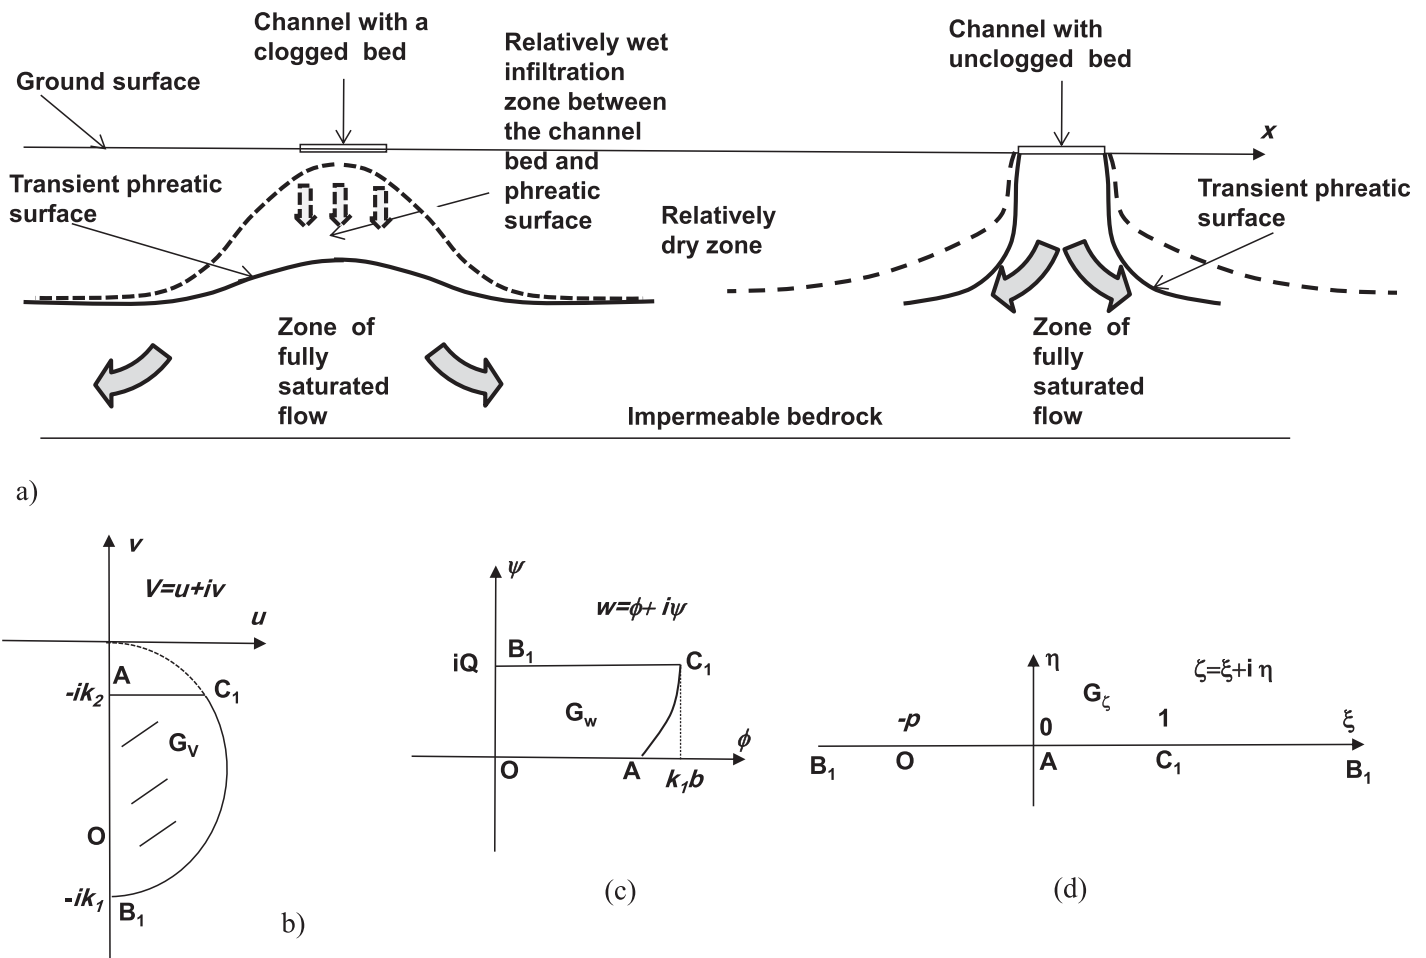 Channel with a
clogged bed
Relatively wet
infiltration
zone between
the channel
bed and
phreatic
surface
Channel with
unclogged bed
Ground surface
x
Transient phreatic
surface
Relatively
dry zone
Transient phreatic
surface
Zone of
fully
saturated
flow
Zone of
fully
saturated
flow
Impermeable bedrock
a)
v
V=u+iv
u
A
-ik₂
C₁
G_V
O
-ik₁
B₁
b)
ψ
w=ϕ+ iψ
iQ
B₁
C₁
G_w
ϕ
O
A
k₁b
(c)
η
ζ=ξ+i η
G_ζ
-p
0
1
ξ
B₁
O
A
C₁
B₁
(d)